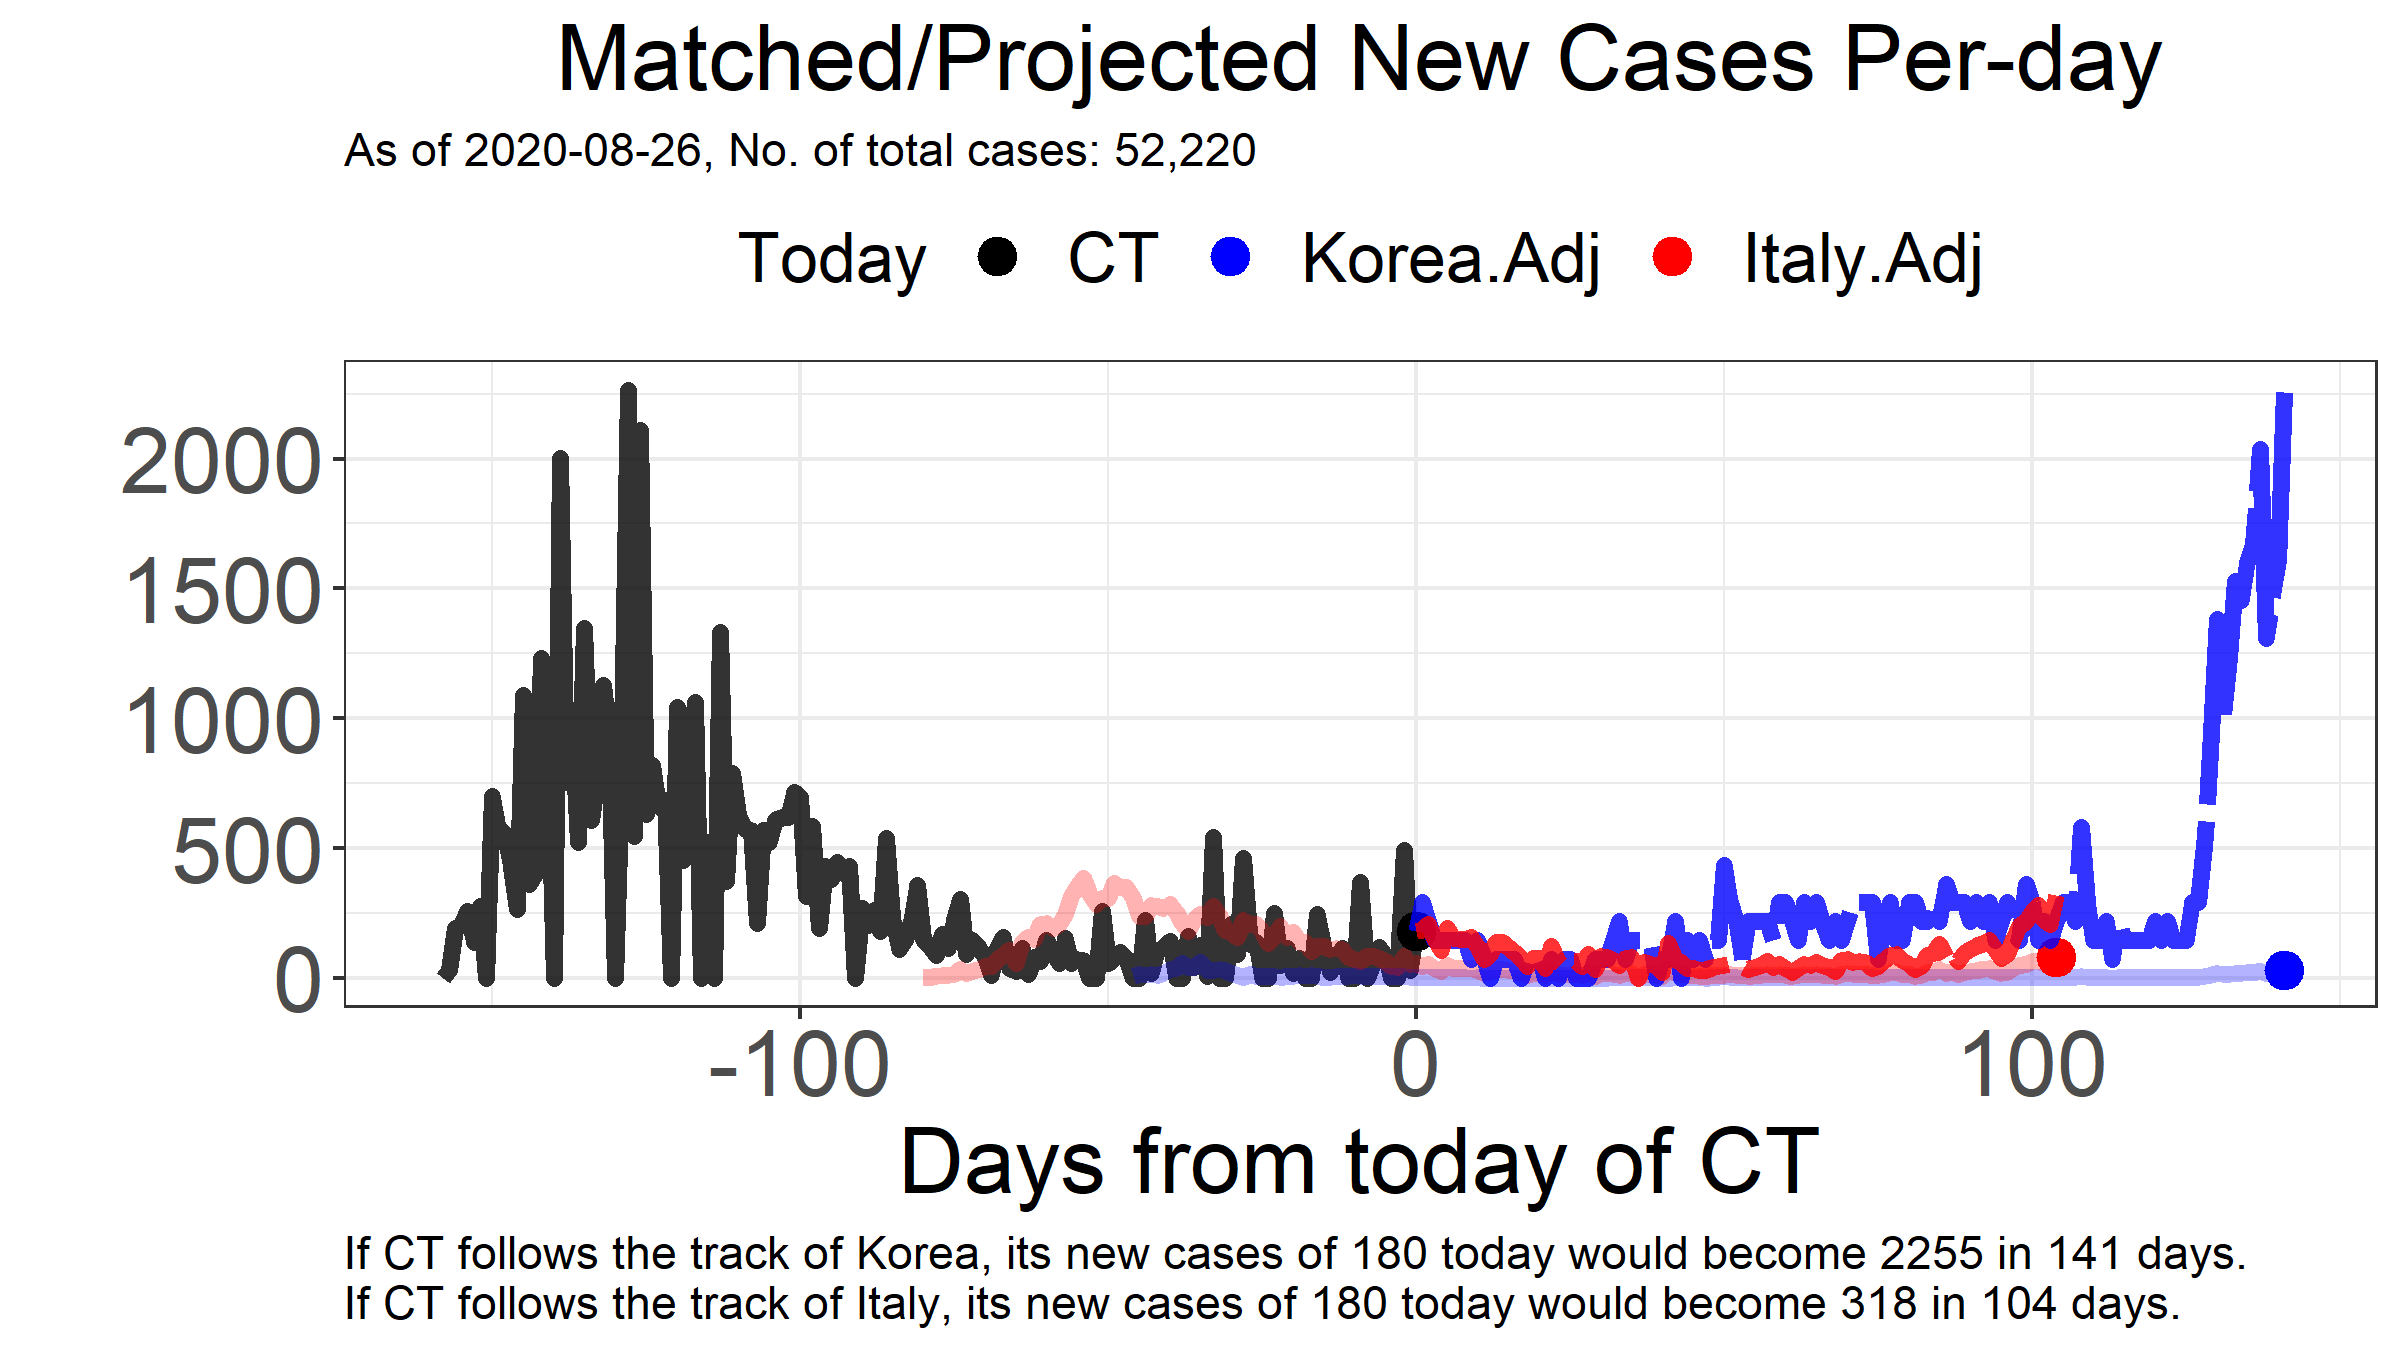 Matched/Projected New Cases Per-day
As of 2020-08-26, No. of total cases: 52,220
Today CT Korea.Adj Italy.Adj
2000
1500
1000
500
0
-100 0 100
Days from today of CT
If CT follows the track of Korea, its new cases of 180 today would become 2255 in 141 days.
If CT follows the track of Italy, its new cases of 180 today would become 318 in 104 days.